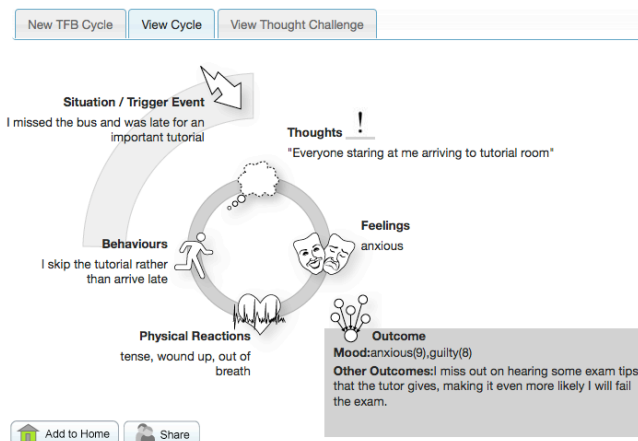 New TFB Cycle
View Cycle
View Thought Challenge
Situation / Trigger Event
I missed the bus and was late for an
important tutorial
Thoughts
"Everyone staring at me arriving to tutorial room"
Feelings
anxious
Behaviours
I skip the tutorial rather
than arrive late
Physical Reactions
tense, wound up, out of
breath
Outcome
Mood:anxious(9),guilty(8)
Other Outcomes:I miss out on hearing some exam tips
that the tutor gives, making it even more likely I will fail
the exam.
Add to Home
Share